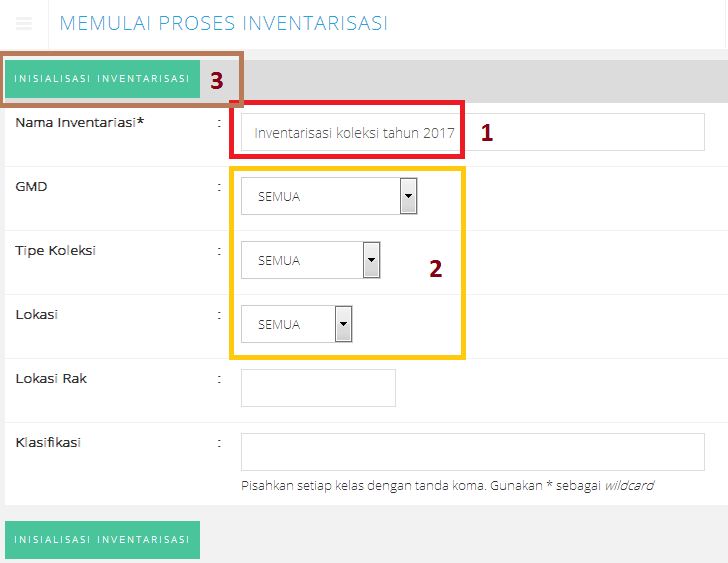 MEMULAI PROSES INVENTARISASI
INISIALISASI INVENTARISASI 3
Nama Inventariasi* : Inventarisasi koleksi tahun 2017 1
GMD : SEMUA
Tipe Koleksi : SEMUA 2
Lokasi : SEMUA
Lokasi Rak :
Klasifikasi :
Pisahkan setiap kelas dengan tanda koma. Gunakan * sebagai wildcard
INISIALISASI INVENTARISASI